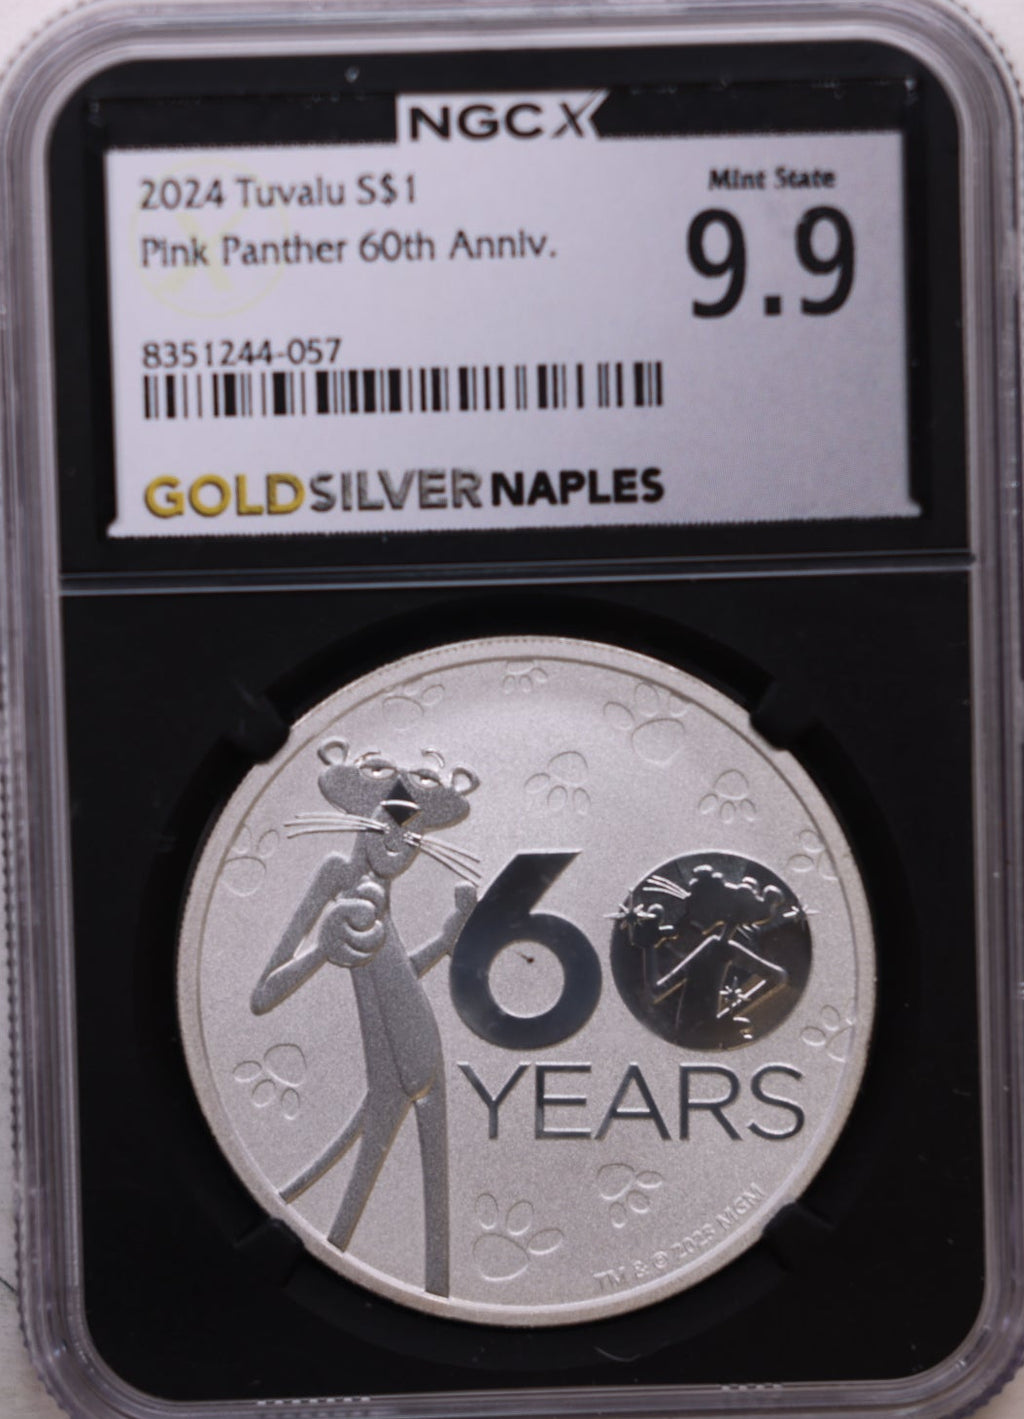 NGCX
2024 Tuvalu S$1
Pink Panther 60th Anniv.
Mint State
9.9
8351244-057
GOLDSILVERNAPLES
60
YEARS
TM & © 2023 MGM